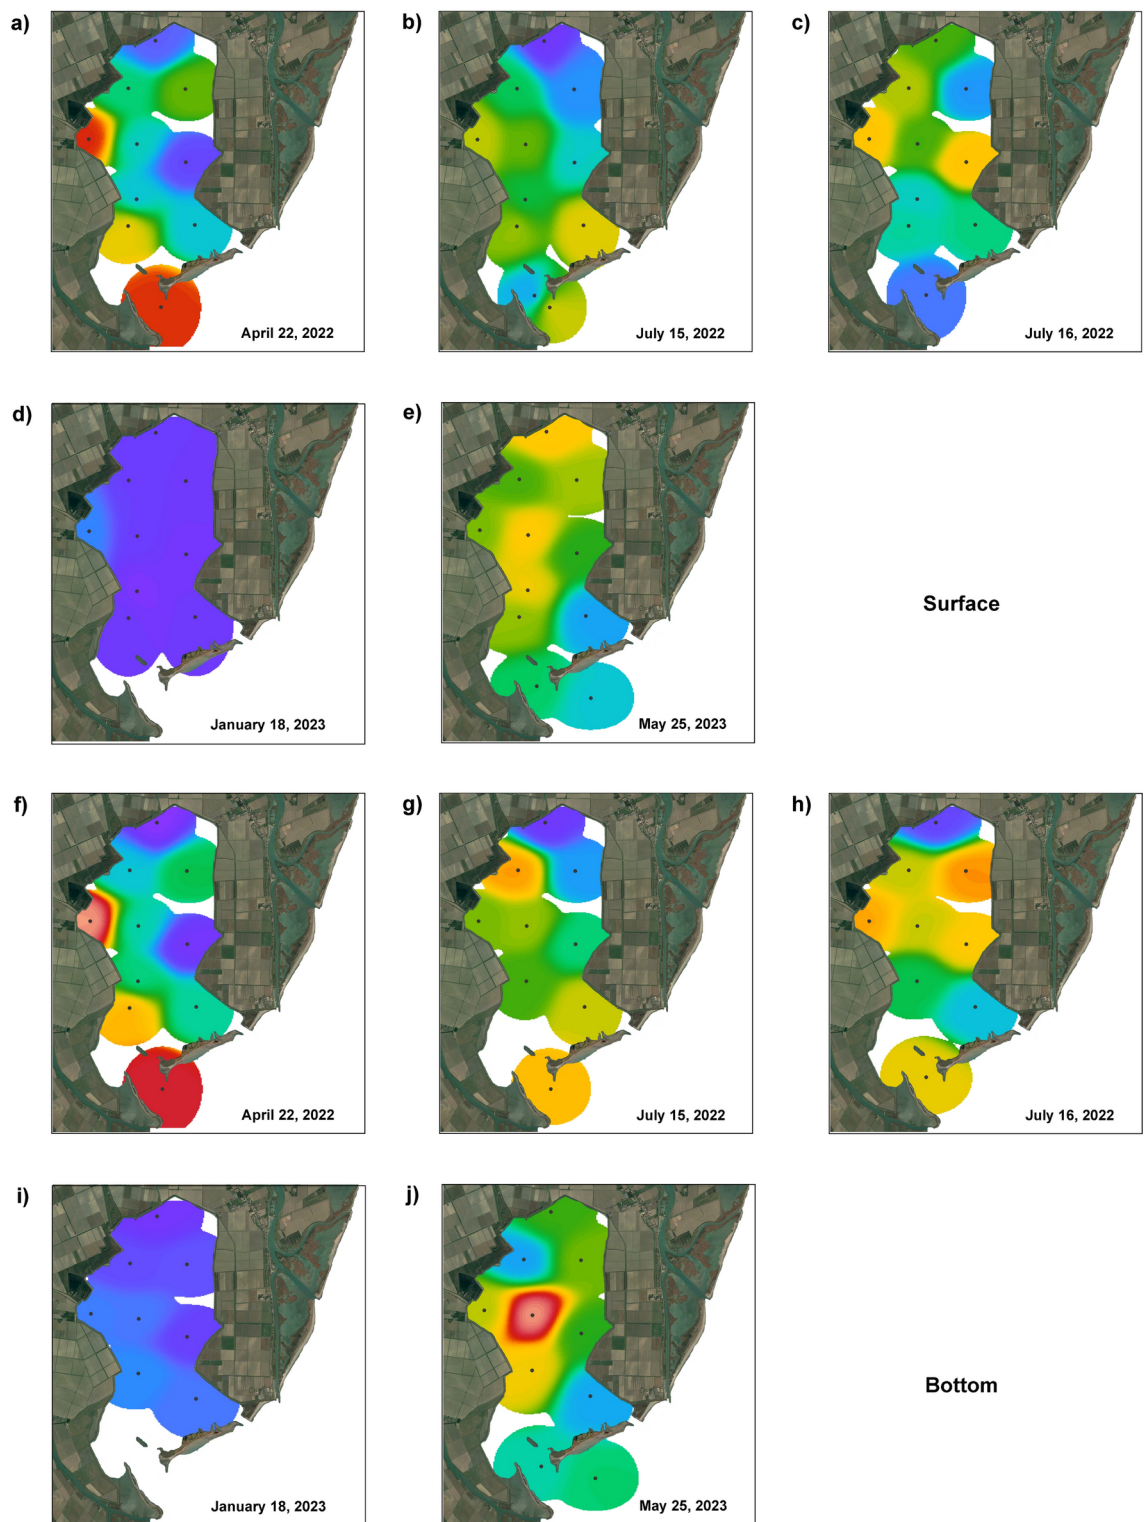 a)
April 22, 2022
b)
July 15, 2022
c)
July 16, 2022
d)
January 18, 2023
e)
May 25, 2023
Surface
f)
April 22, 2022
g)
July 15, 2022
h)
July 16, 2022
i)
January 18, 2023
j)
May 25, 2023
Bottom